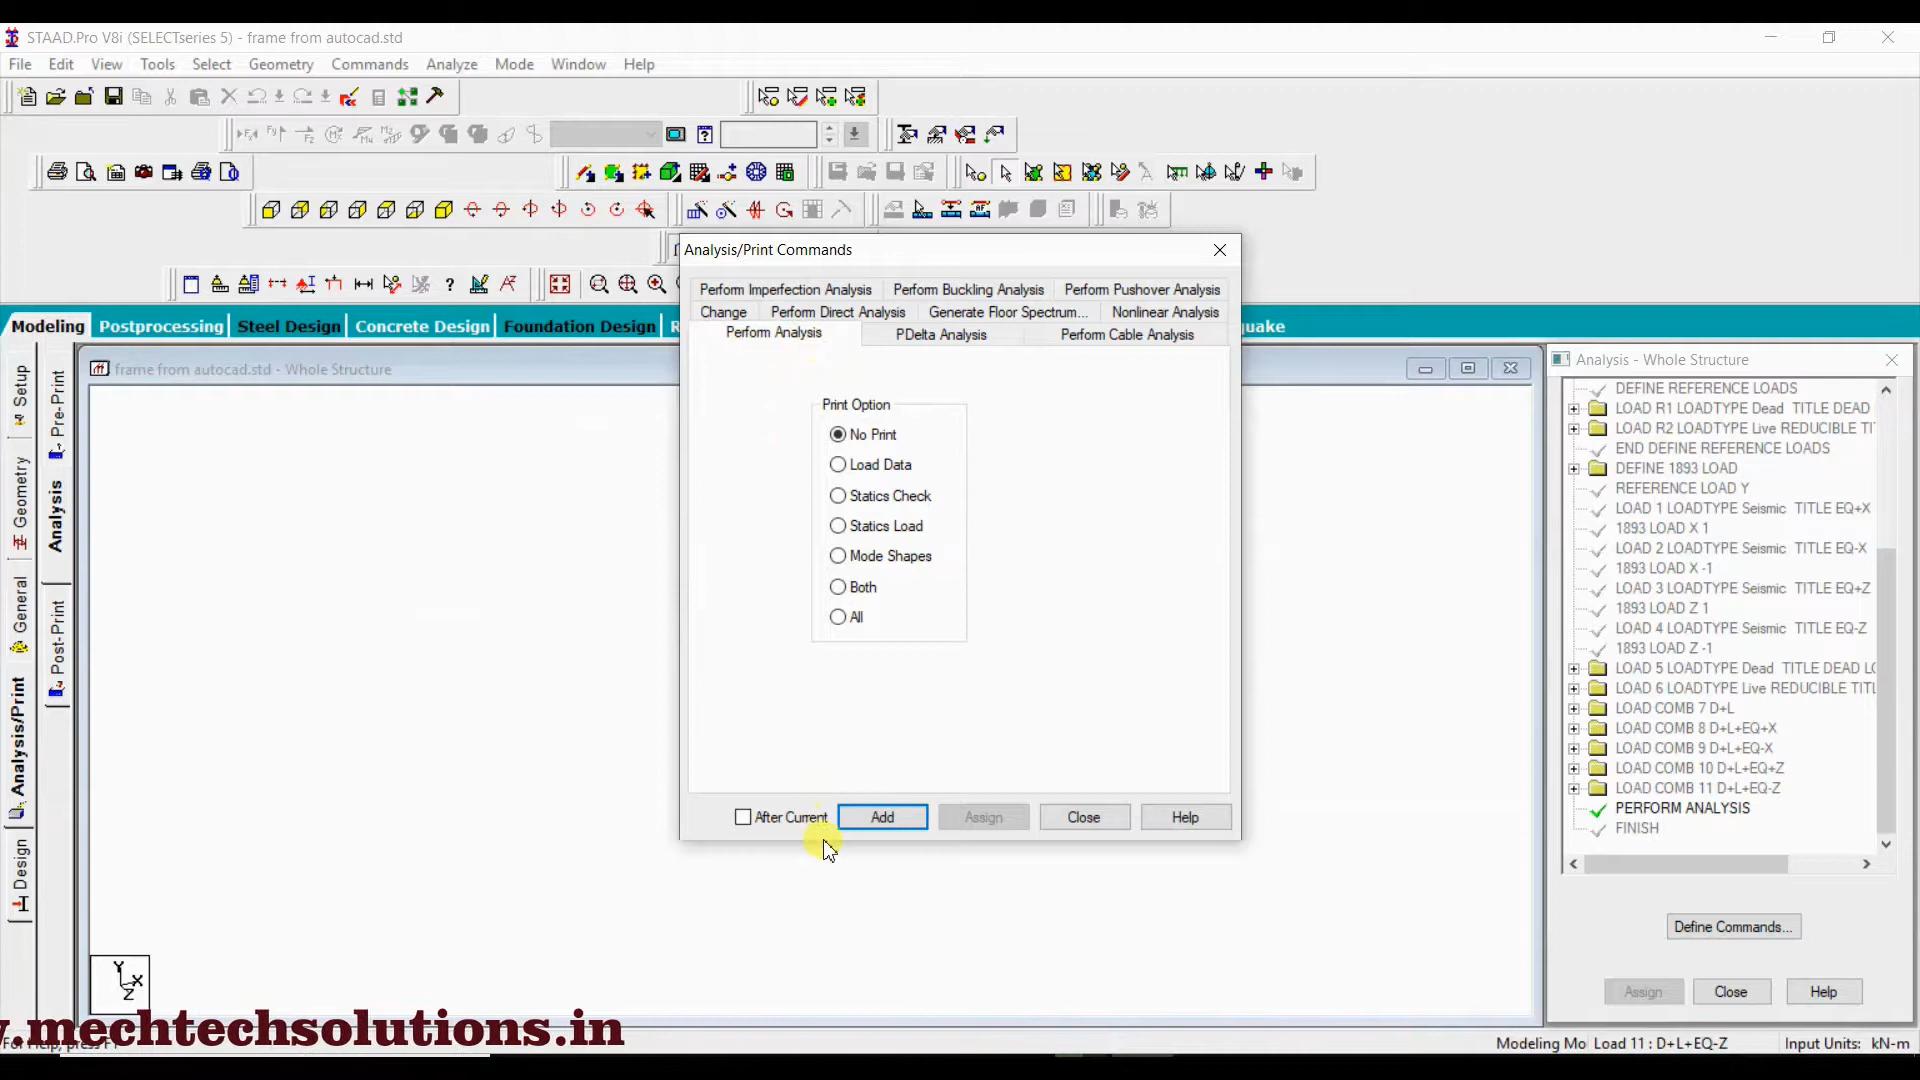 STAAD.Pro V8i (SELECTseries 5) - frame from autocad.std
File Edit View Tools Select Geometry Commands Analyze Mode Window Help
Analysis/Print Commands
Perform Imperfection Analysis Perform Buckling Analysis Perform Pushover Analysis
Change Perform Direct Analysis Generate Floor Spectrum... Nonlinear Analysis
Perform Analysis PDelta Analysis Perform Cable Analysis
Modeling Postprocessing Steel Design Concrete Design Foundation Design
frame from autocad.std - Whole Structure
Setup
Geometry
General
Analysis/Print
Design
Pre-Print
Analysis
Post-Print
Print Option
No Print
Load Data
Statics Check
Statics Load
Mode Shapes
Both
All
After Current Add Assign Close Help
Analysis - Whole Structure
DEFINE REFERENCE LOADS
LOAD R1 LOADTYPE Dead TITLE DEAD
LOAD R2 LOADTYPE Live REDUCIBLE TI
END DEFINE REFERENCE LOADS
DEFINE 1893 LOAD
REFERENCE LOAD Y
LOAD 1 LOADTYPE Seismic TITLE EQ+X
1893 LOAD X 1
LOAD 2 LOADTYPE Seismic TITLE EQ-X
1893 LOAD X -1
LOAD 3 LOADTYPE Seismic TITLE EQ+Z
1893 LOAD Z 1
LOAD 4 LOADTYPE Seismic TITLE EQ-Z
1893 LOAD Z -1
LOAD 5 LOADTYPE Dead TITLE DEAD LO
LOAD 6 LOADTYPE Live REDUCIBLE TITL
LOAD COMB 7 D+L
LOAD COMB 8 D+L+EQ+X
LOAD COMB 9 D+L+EQ-X
LOAD COMB 10 D+L+EQ+Z
LOAD COMB 11 D+L+EQ-Z
PERFORM ANALYSIS
FINISH
Define Commands...
Assign Close Help
Y
X
Z
.mechtechsolutions.in
For Help, press F1
Modeling Mo Load 11 : D+L+EQ-Z Input Units: kN-m